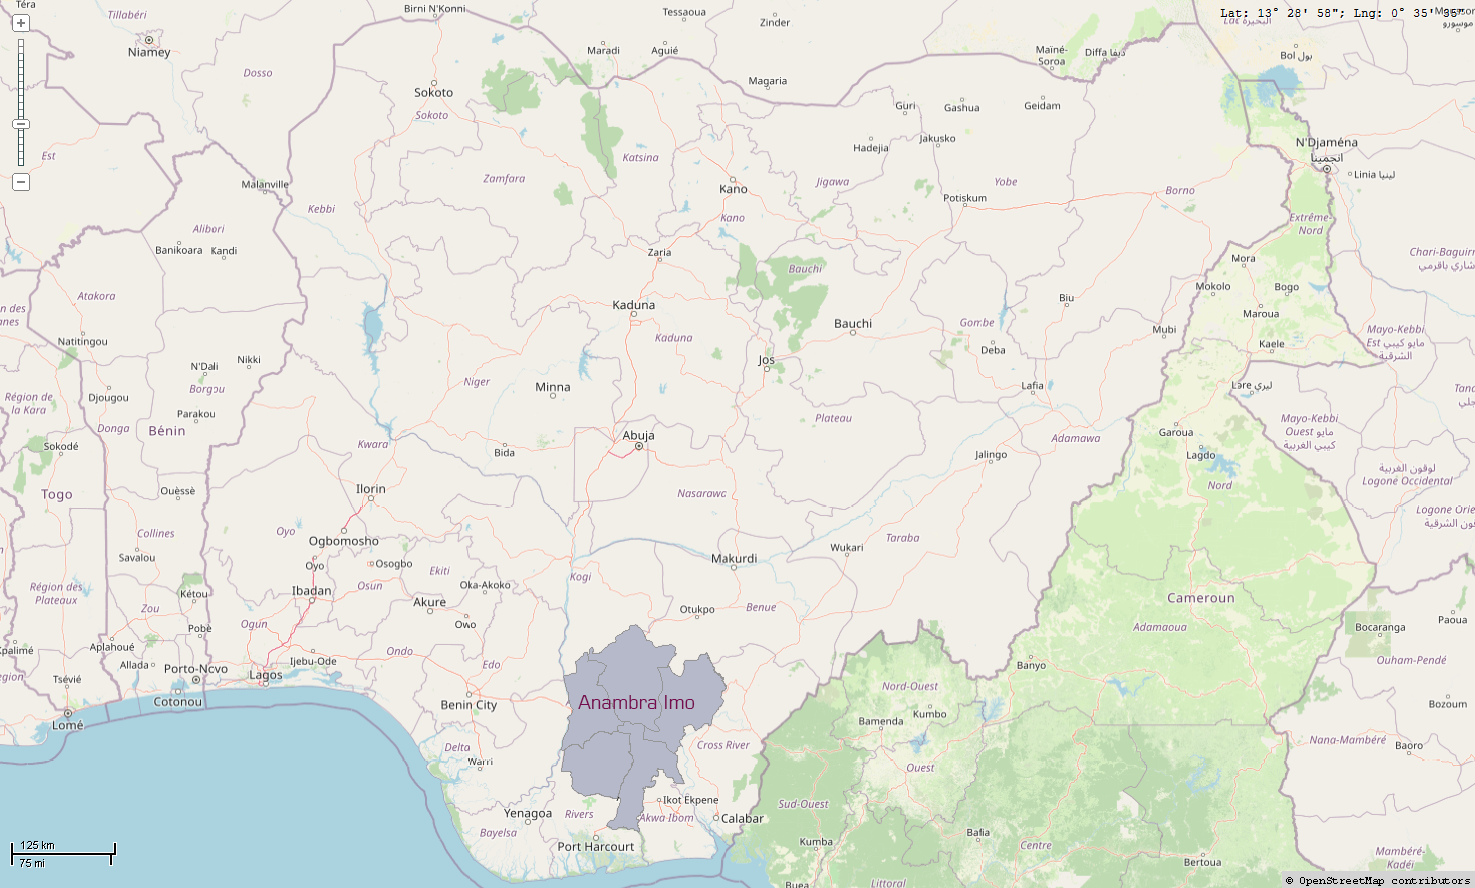 Téra
Birni N'Konni
Tessaoua
Zinder
Lat: 13° 28' 58"; Lng: 0° 35' 35"
Tillabéri
Niamey
Maradi
Aguié
Maïné-
Soroa
Diffa ديفا
Bol بول
Dosso
Magaria
Sokoto
Sokoto
Guri
Gashua
Geidam
Est
Hadejia
Jakusko
N'Djaména
انجمينا
Katsina
Zamfara
Malanville
Kebbi
Kano
Kano
Jigawa
Yobe
Potiskum
Borno
Linia لينيا
Extrême-
Nord
Alibori
Banikoara
Kandi
Zaria
Bauchi
Mora
Chari-Baguirmi
شاري باقرمي
Atakora
Kaduna
Kaduna
Bauchi
Gombe
Biu
Mokolo
Bogo
Maroua
Mubi
Natitingou
Jos
Deba
Kaele
Mayo-Kebbi
Est مايو كيبي
الشرقية
N'Dali
Nikki
Borgou
Niger
Minna
Lafia
Lere ليري
Région de
la Kara
Djougou
Donga
Parakou
Bénin
Plateau
Mayo-Kebbi
Ouest مايو
كيبي الغربية
Sokodé
Kwara
Abuja
Bida
Adamawa
Jalingo
Garoua
Lagdo
Nord
لوقون الغربية
Logone Occidental
Togo
Ouèssè
Ilorin
Nasarawa
Collines
Oyo
Ogbomosho
Savalou
Oyo
Osogbo
Ekiti
Makurdi
Wukari
Taraba
Région des
Plateaux
Kétou
Ibadan
Osun
Kogi
Oka-Akoko
Akure
Owo
Otukpo
Benue
Cameroun
Adamaoua
Bocaranga
Paoua
Zou
Pobè
Ogun
Aplahoué
Allada
Porto-Novo
Ijebu-Ode
Lagos
Ondo
Edo
Banyo
Ouham-Pendé
Tsévié
Cotonou
Lomé
Benin City
Anambra Imo
Nord-Ouest
Bamenda
Kumbo
Bozoum
Delta
Warri
Cross River
Ouest
Nana-Mambéré
Baoro
Yenagoa
Bayelsa
Rivers
Ikot Ekpene
Akwa Ibom
Calabar
Sud-Ouest
Port Harcourt
Kumba
Bafia
Centre
Bertoua
Mambéré-
Kadéï
125 km
75 mi
Buea
Littoral
© OpenStreetMap contributors